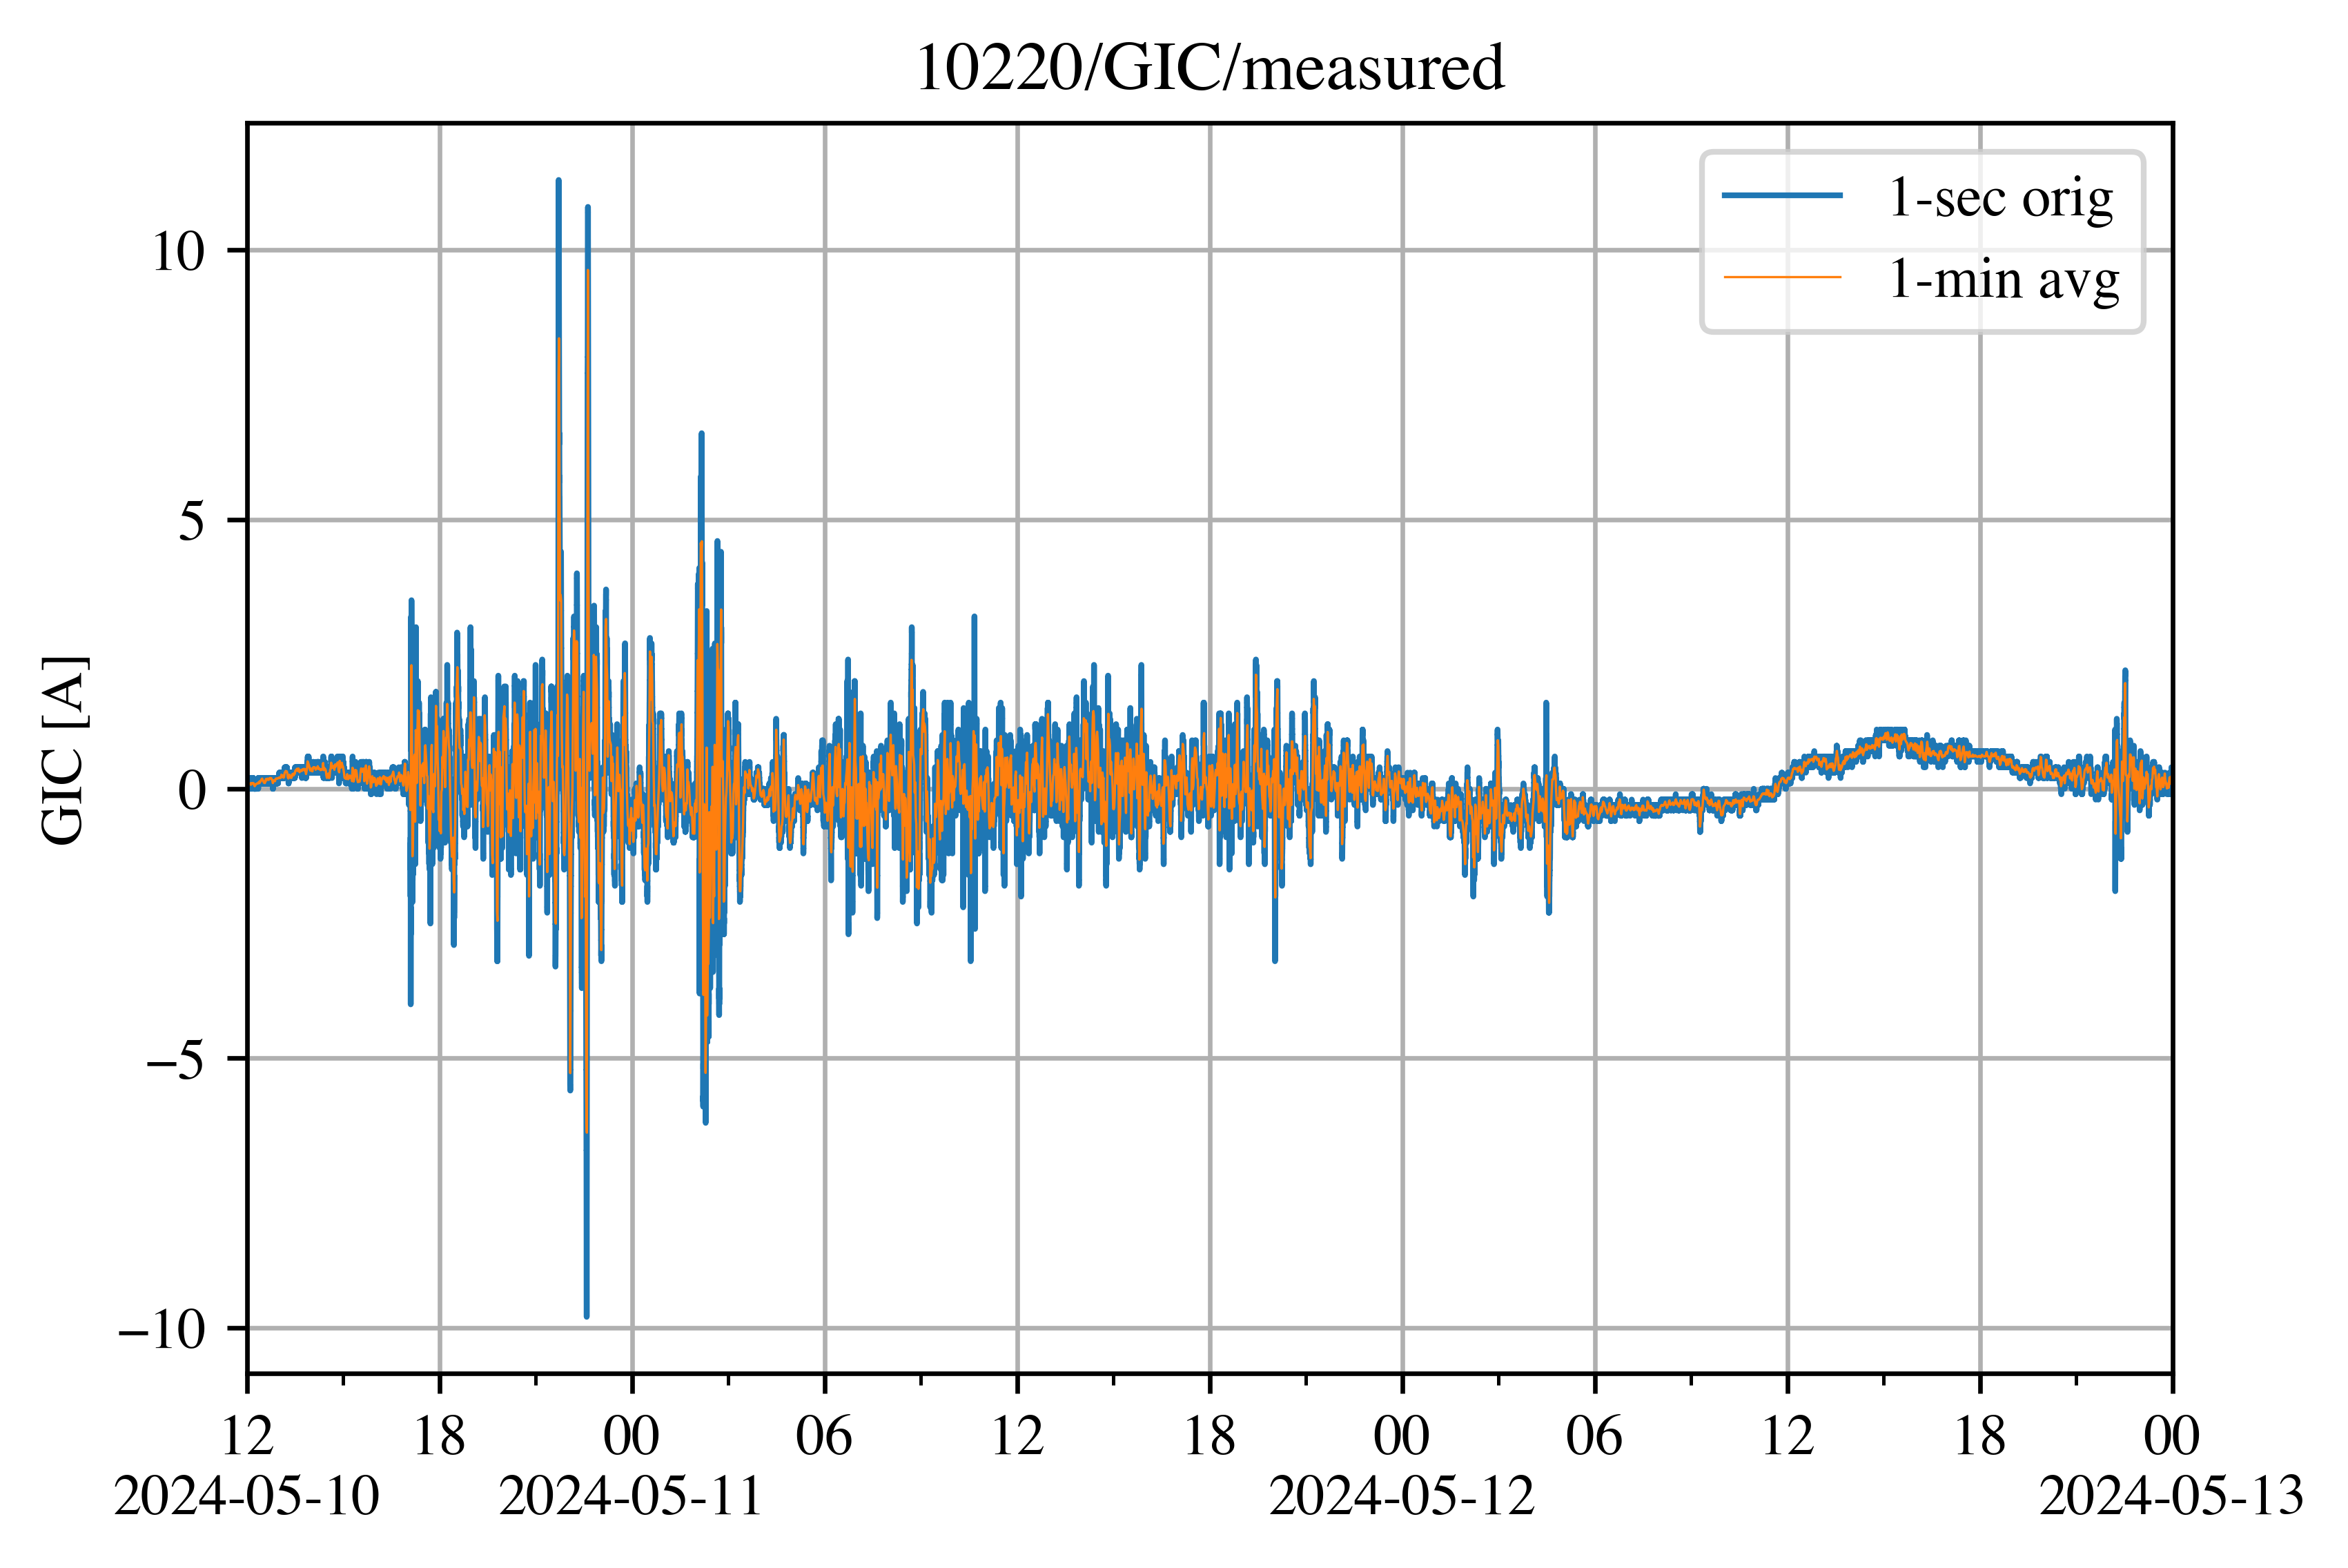 10220/GIC/measured
1-sec orig
1-min avg
GIC [A]
10
5
0
−5
−10
12 18 00 06 12 18 00 06 12 18 00
2024-05-10 2024-05-11 2024-05-12 2024-05-13